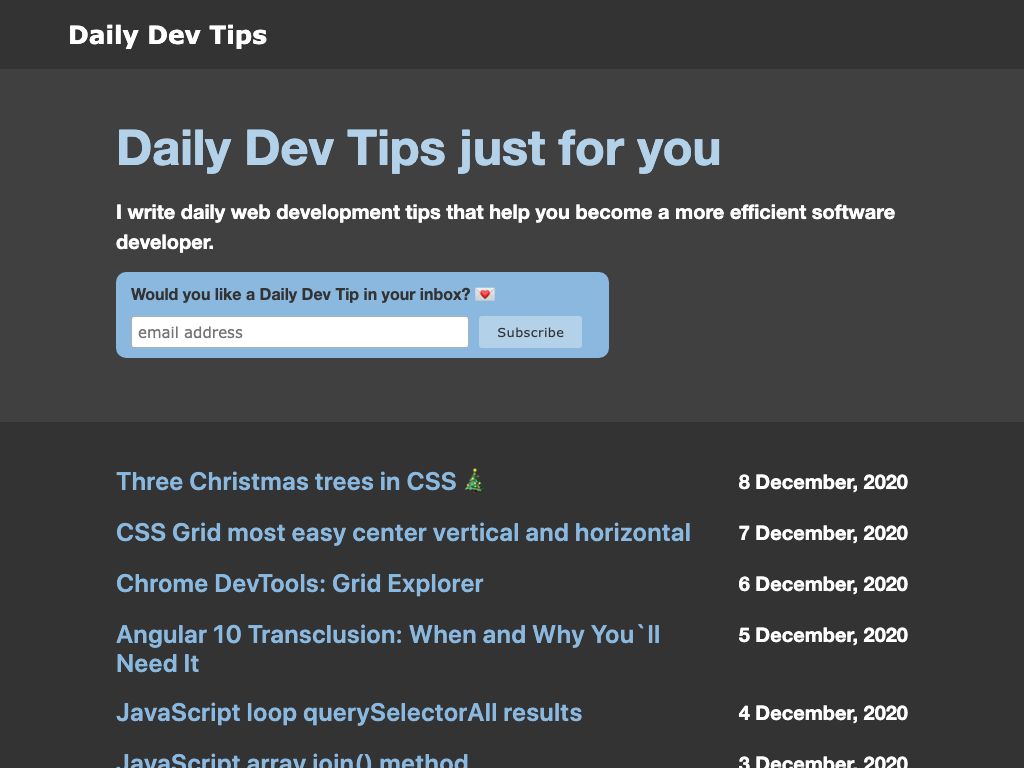 Daily Dev Tips
Daily Dev Tips just for you
I write daily web development tips that help you become a more efficient software
developer.
Would you like a Daily Dev Tip in your inbox? 💌
email address
Subscribe
Three Christmas trees in CSS 🎄
8 December, 2020
CSS Grid most easy center vertical and horizontal
7 December, 2020
Chrome DevTools: Grid Explorer
6 December, 2020
Angular 10 Transclusion: When and Why You`ll
Need It
5 December, 2020
JavaScript loop querySelectorAll results
4 December, 2020
JavaScript array join() method
3 December, 2020